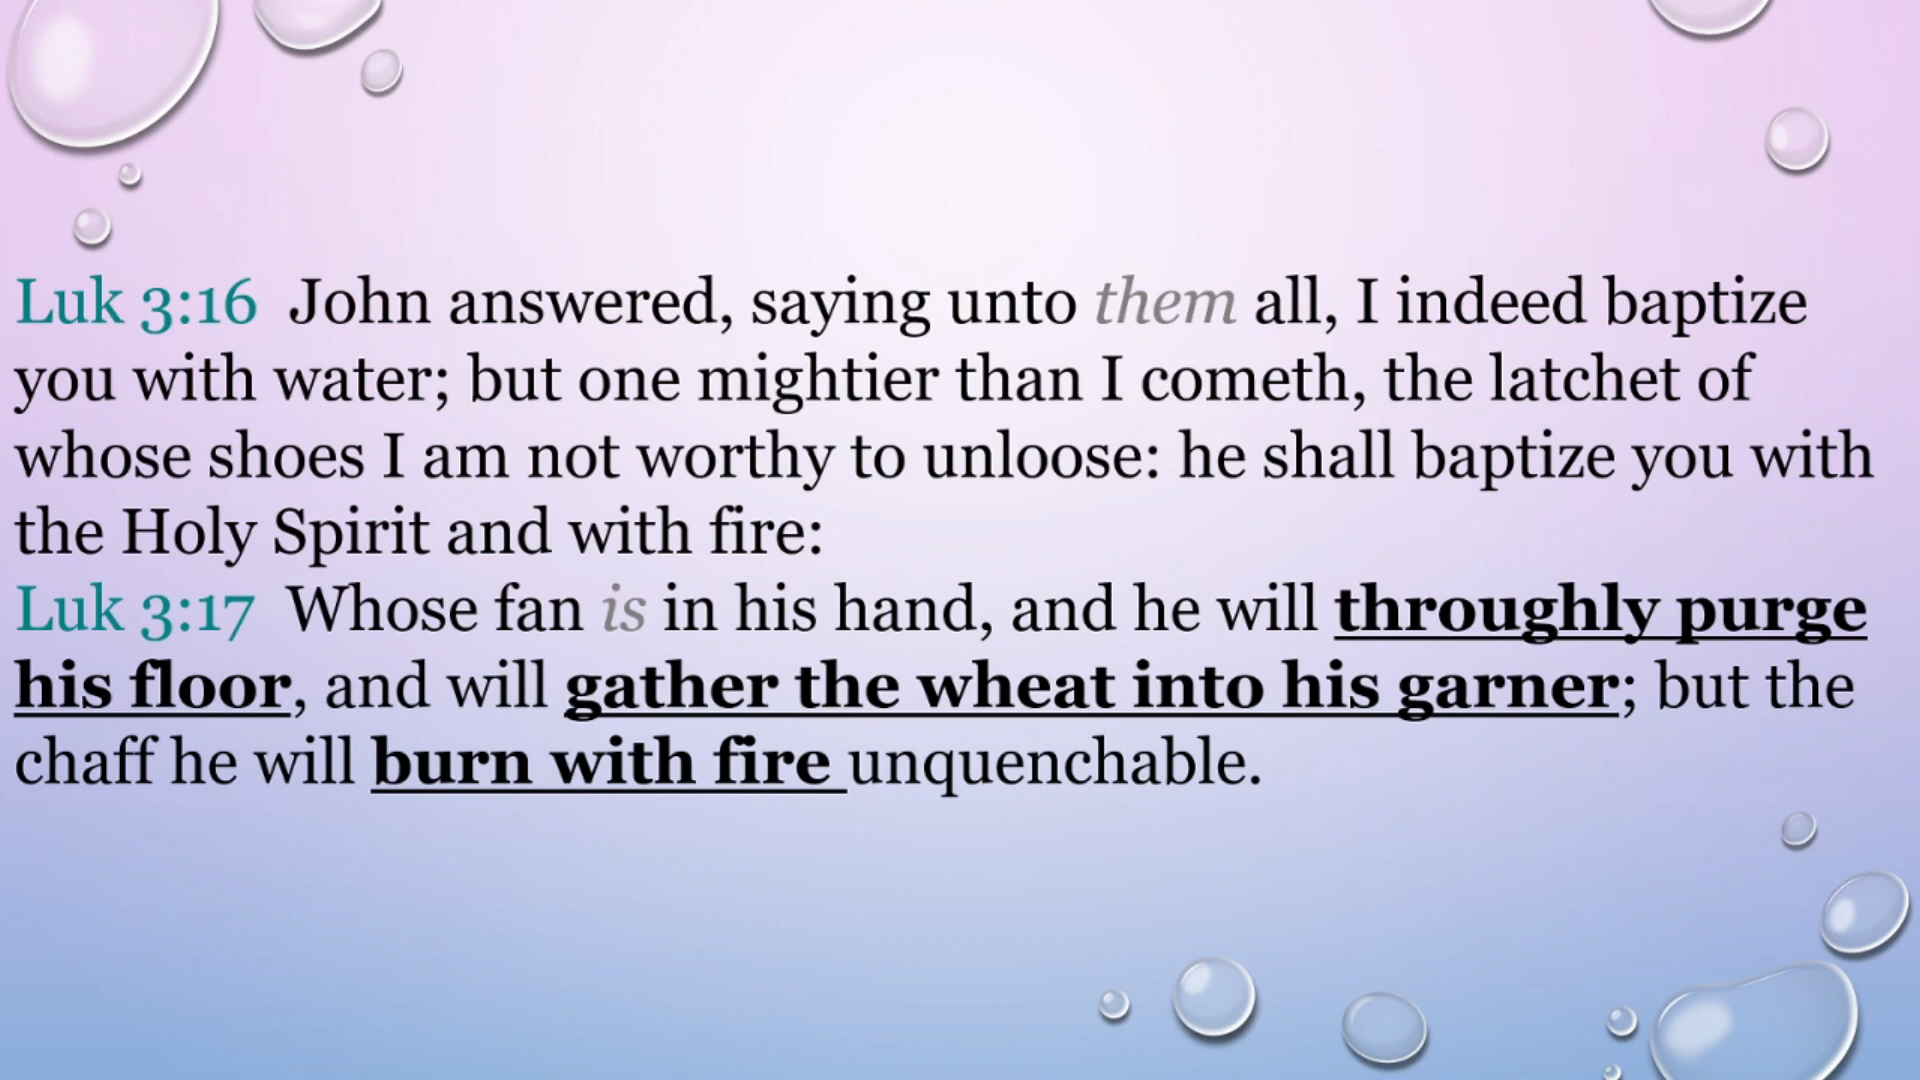 Luk 3:16 John answered, saying unto them all, I indeed baptize
you with water; but one mightier than I cometh, the latchet of
whose shoes I am not worthy to unloose: he shall baptize you with
the Holy Spirit and with fire:
Luk 3:17 Whose fan is in his hand, and he will throughly purge
his floor, and will gather the wheat into his garner; but the
chaff he will burn with fire unquenchable.